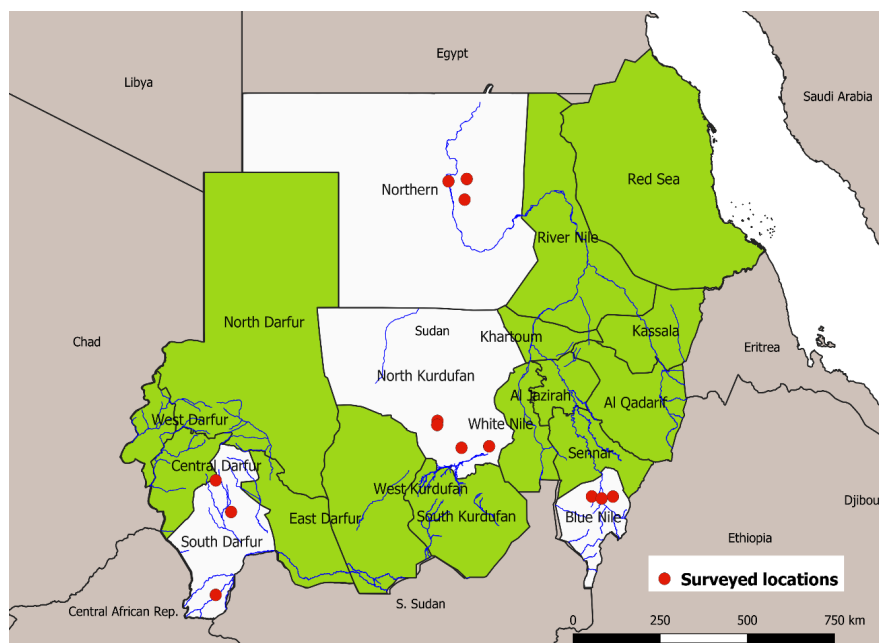 Egypt
Libya
Saudi Arabia
Red Sea
Northern
River Nile
North Darfur
Sudan
Khartoum
Kassala
Chad
Eritrea
North Kurdufan
Al Jazirah
Al Qadarif
West Darfur
White Nile
Central Darfur
Sennar
West Kurdufan
East Darfur
South Kurdufan
Blue Nile
Djibou
South Darfur
Ethiopia
Surveyed locations
Central African Rep.
S. Sudan
0 250 500 750 km